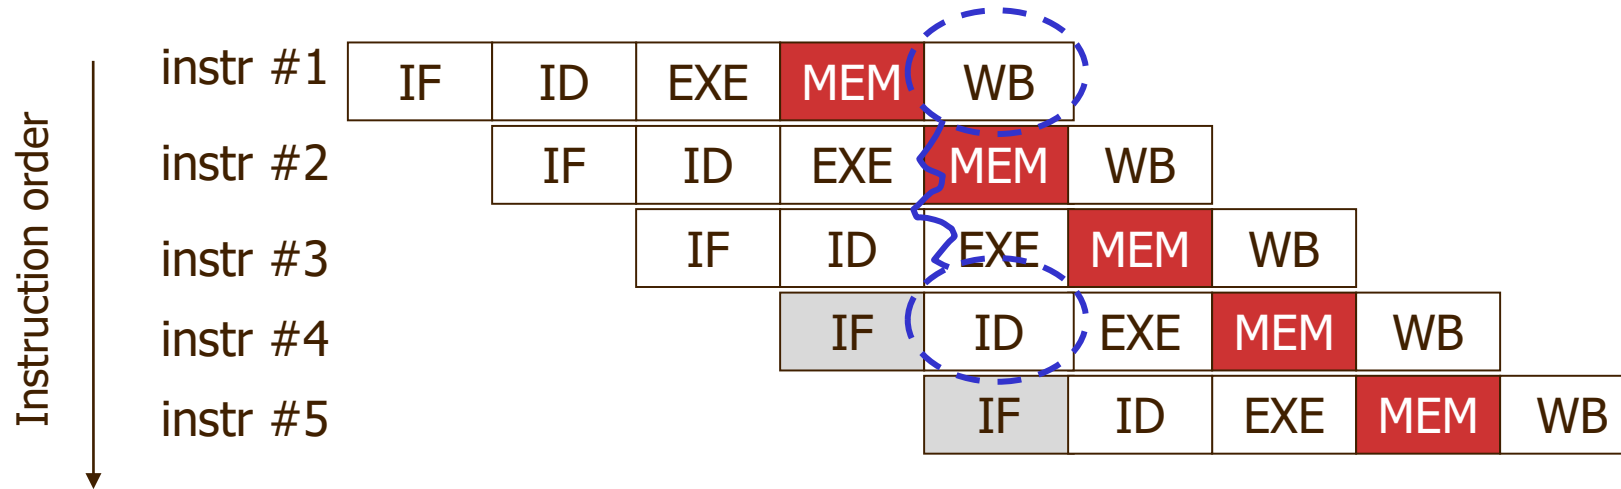 Instruction order
instr #1 IF ID EXE MEM WB
instr #2 IF ID EXE MEM WB
instr #3 IF ID EXE MEM WB
instr #4 IF ID EXE MEM WB
instr #5 IF ID EXE MEM WB